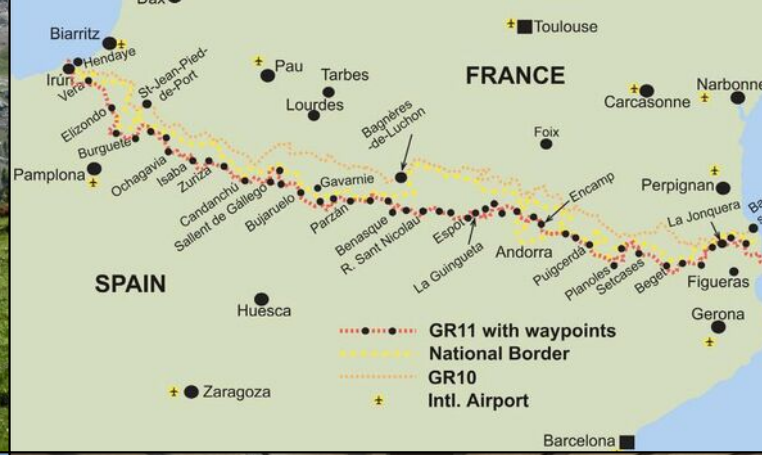 Dax
Biarritz
Hendaye
Irún
Vera
Elizondo
Burguete
St-Jean-Pied-
de-Port
Pamplona
Ochagavia
Isaba
Zuriza
Candanchú
Sallent de Gállego
Bujaruelo
Gavarnie
Parzán
Pau
Tarbes
Lourdes
Bagnères
-de-Luchon
Toulouse
FRANCE
Carcasonne
Narbonne
Foix
Perpignan
La Jonquera
Encamp
Benasque
R. Sant Nicolau
Espot
La Guingueta
Andorra
Puigcerdà
Planoles
Setcases
Beget
Figueras
Gerona
SPAIN
Huesca
Zaragoza
Barcelona
GR11 with waypoints
National Border
GR10
Intl. Airport